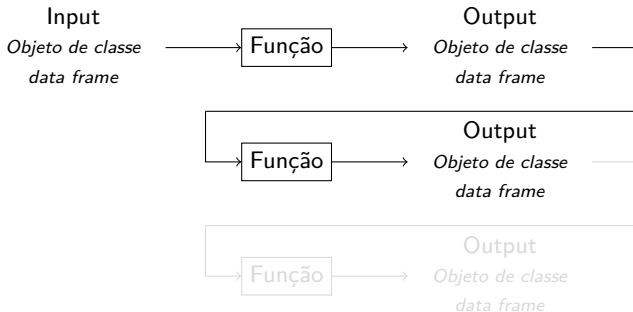 Input
Objeto de classe
data frame
Função
Output
Objeto de classe
data frame
Função
Output
Objeto de classe
data frame
Função
Output
Objeto de classe
data frame